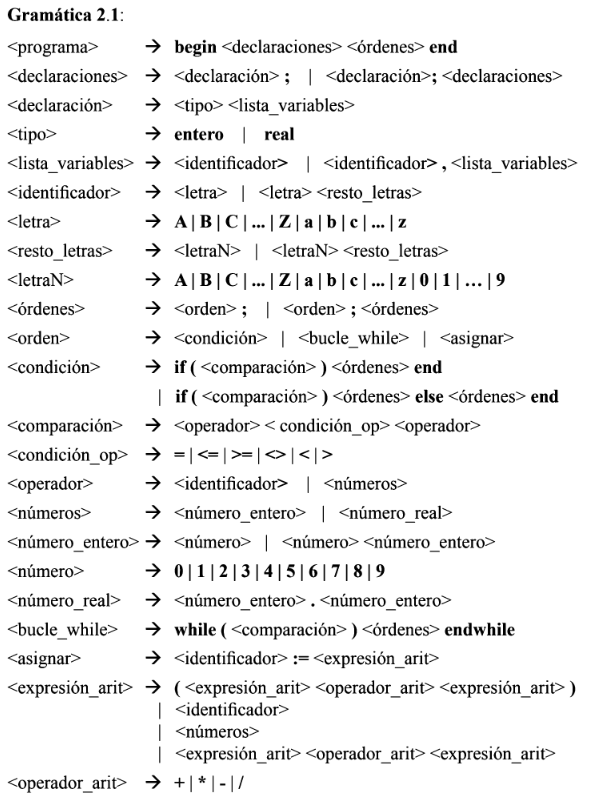 Gramática 2.1:
<programa> → begin <declaraciones> <órdenes> end
<declaraciones> → <declaración> ; | <declaración>; <declaraciones>
<declaración> → <tipo> <lista_variables>
<tipo> → entero | real
<lista_variables> → <identificador> | <identificador> , <lista_variables>
<identificador> → <letra> | <letra> <resto_letras>
<letra> → A | B | C | ... | Z | a | b | c | ... | z
<resto_letras> → <letraN> | <letraN> <resto_letras>
<letraN> → A | B | C | ... | Z | a | b | c | ... | z | 0 | 1 | … | 9
<órdenes> → <orden> ; | <orden> ; <órdenes>
<orden> → <condición> | <bucle_while> | <asignar>
<condición> → if ( <comparación> ) <órdenes> end
| if ( <comparación> ) <órdenes> else <órdenes> end
<comparación> → <operador> < condición_op> <operador>
<condición_op> → = | <= | >= | <> | < | >
<operador> → <identificador> | <números>
<números> → <número_entero> | <número_real>
<número_entero> → <número> | <número> <número_entero>
<número> → 0 | 1 | 2 | 3 | 4 | 5 | 6 | 7 | 8 | 9
<número_real> → <número_entero> . <número_entero>
<bucle_while> → while ( <comparación> ) <órdenes> endwhile
<asignar> → <identificador> := <expresión_arit>
<expresión_arit> → ( <expresión_arit> <operador_arit> <expresión_arit> )
| <identificador>
| <números>
| <expresión_arit> <operador_arit> <expresión_arit>
<operador_arit> → + | * | - | /